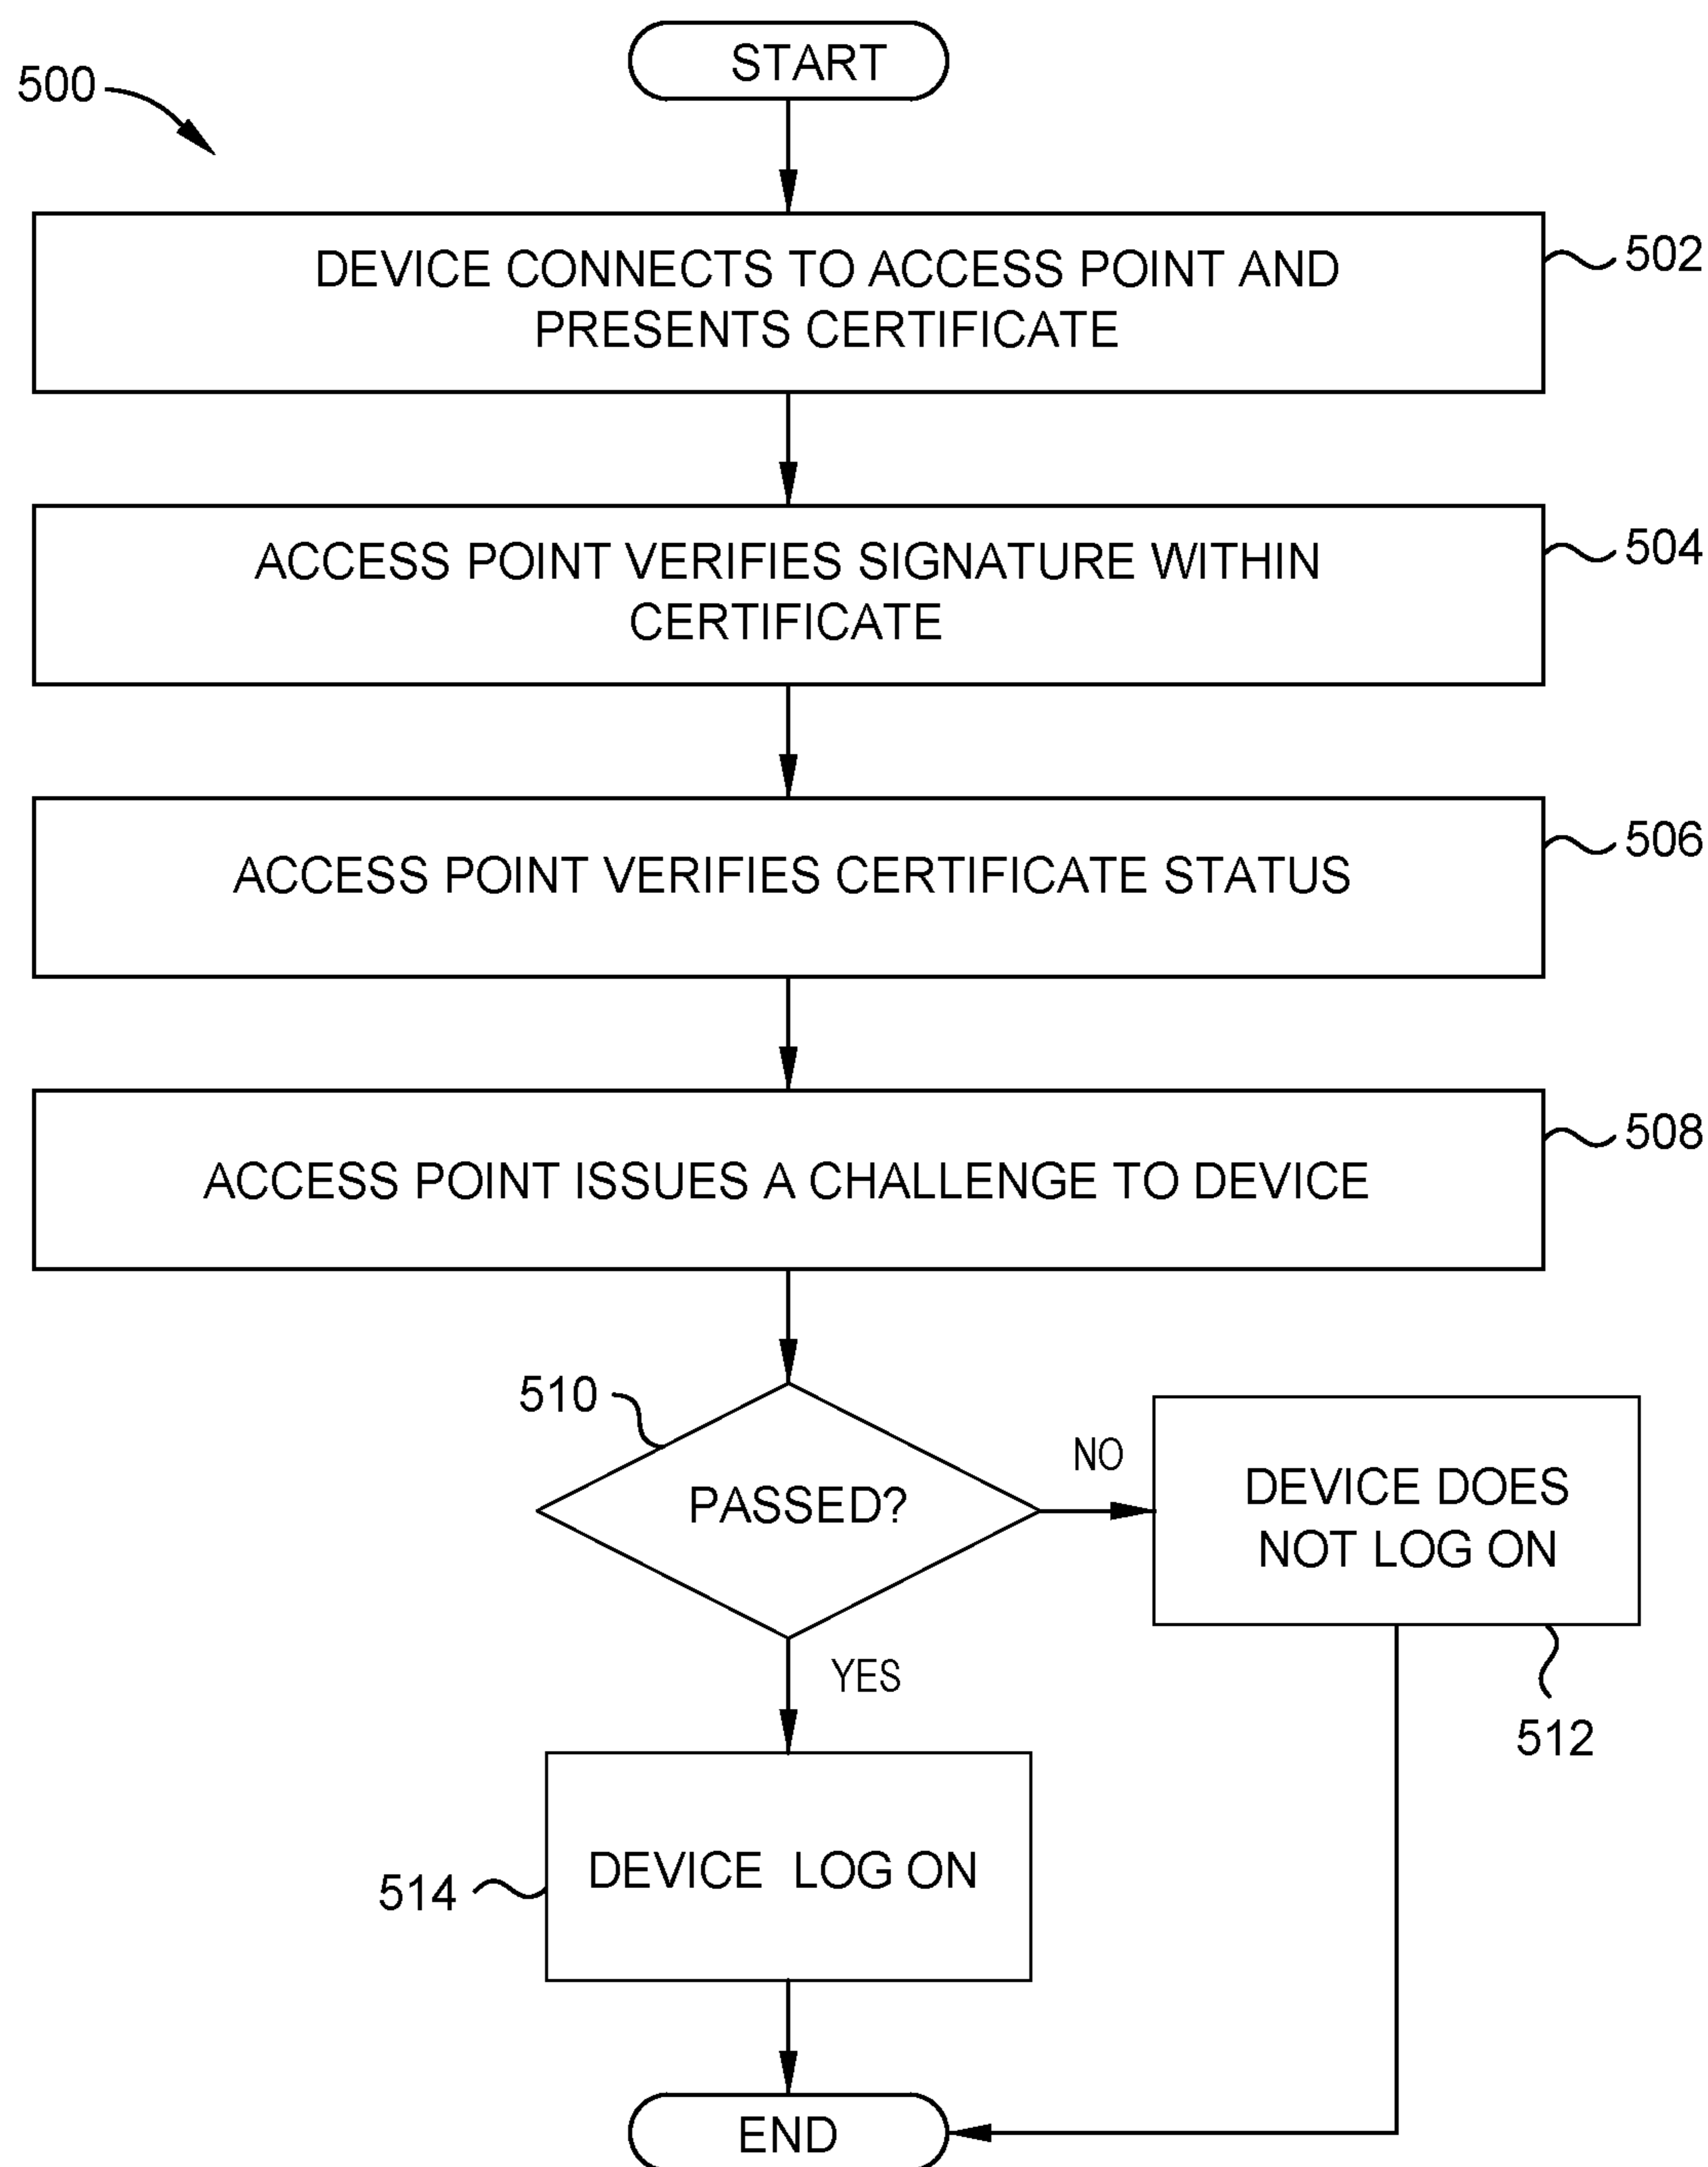 START
500
DEVICE CONNECTS TO ACCESS POINT AND
PRESENTS CERTIFICATE
502
ACCESS POINT VERIFIES SIGNATURE WITHIN
CERTIFICATE
504
ACCESS POINT VERIFIES CERTIFICATE STATUS
506
ACCESS POINT ISSUES A CHALLENGE TO DEVICE
508
510
PASSED?
NO
DEVICE DOES
NOT LOG ON
512
YES
DEVICE LOG ON
514
END